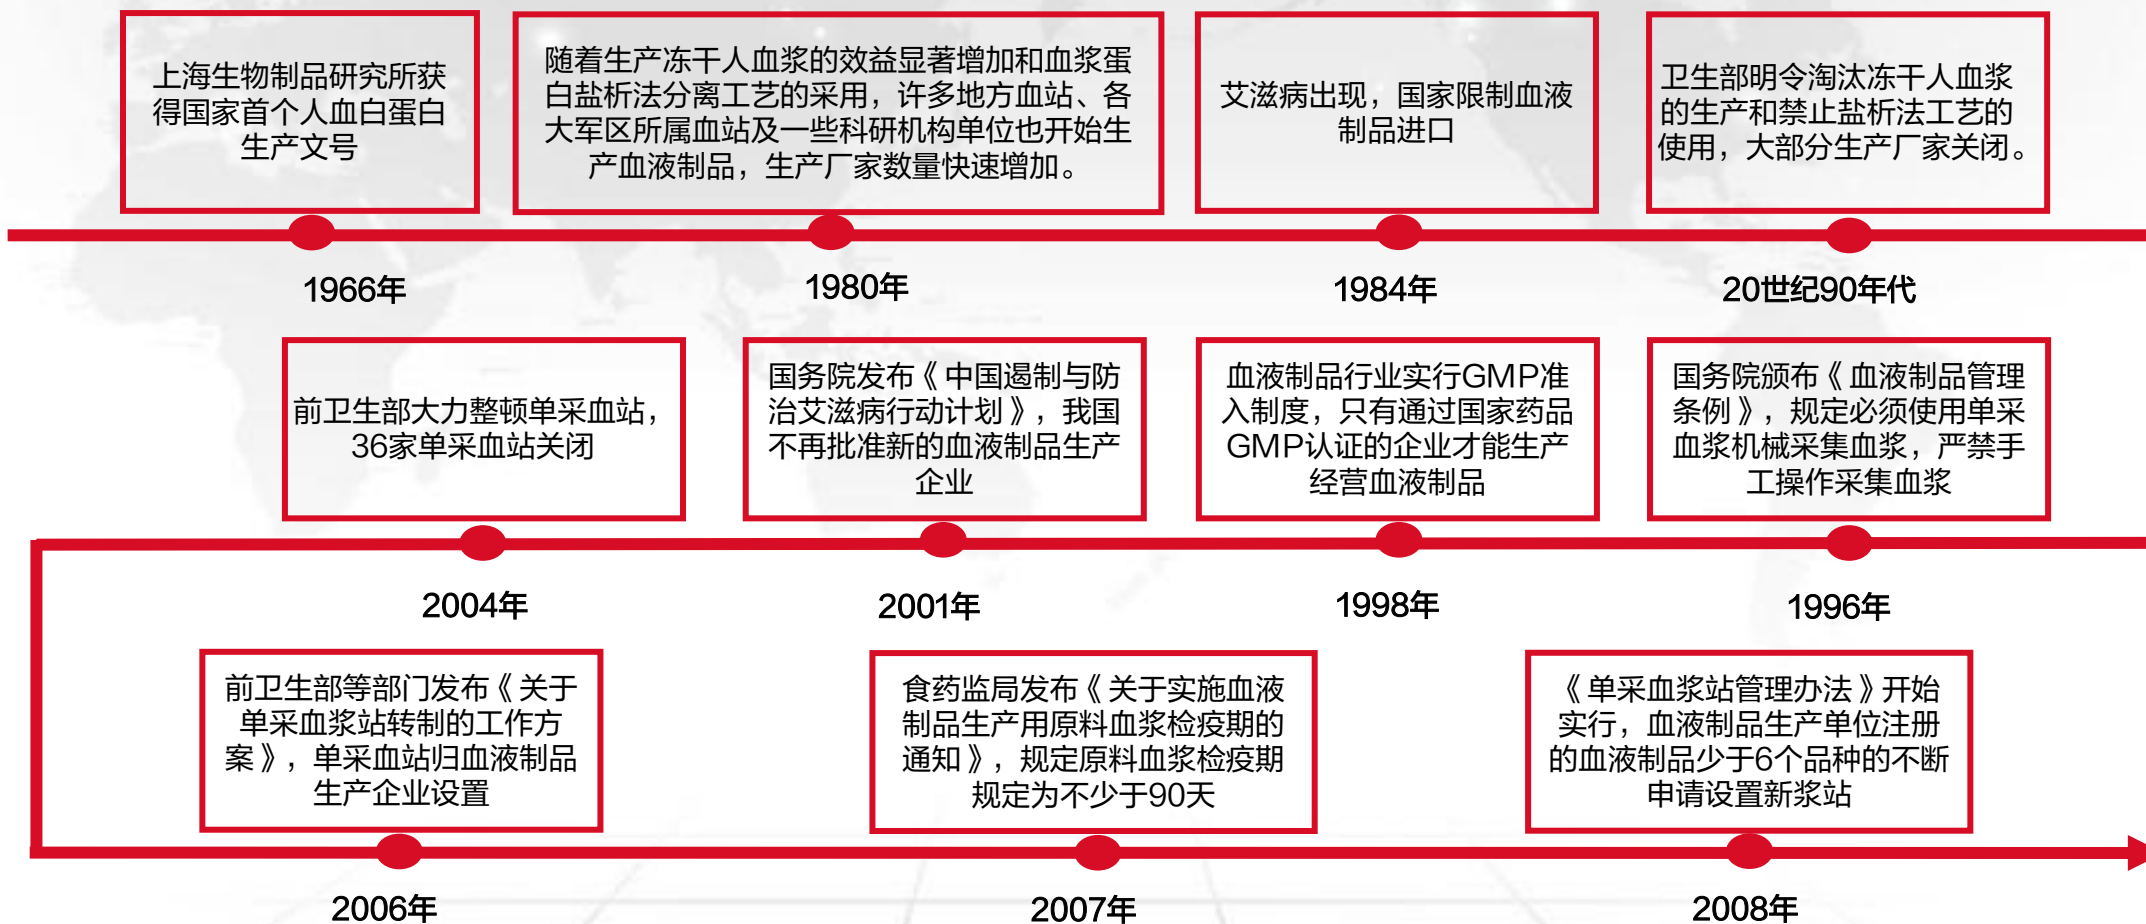 上海生物制品研究所获
得国家首个人血白蛋白
生产文号
1966年
随着生产冻干人血浆的效益显著增加和血浆蛋
白盐析法分离工艺的采用，许多地方血站、各
大军区所属血站及一些科研机构单位也开始生
产血液制品，生产厂家数量快速增加。
1980年
艾滋病出现，国家限制血液
制品进口
1984年
卫生部明令淘汰冻干人血浆
的生产和禁止盐析法工艺的
使用，大部分生产厂家关闭。
20世纪90年代
国务院颁布《血液制品管理
条例》，规定必须使用单采
血浆机械采集血浆，严禁手
工操作采集血浆
1996年
血液制品行业实行GMP准
入制度，只有通过国家药品
GMP认证的企业才能生产
经营血液制品
1998年
国务院发布《中国遏制与防
治艾滋病行动计划》，我国
不再批准新的血液制品生产
企业
2001年
前卫生部大力整顿单采血站，
36家单采血站关闭
2004年
前卫生部等部门发布《关于
单采血浆站转制的工作方
案》，单采血站归血液制品
生产企业设置
2006年
食药监局发布《关于实施血液
制品生产用原料血浆检疫期的
通知》，规定原料血浆检疫期
规定为不少于90天
2007年
《单采血浆站管理办法》开始
实行，血液制品生产单位注册
的血液制品少于6个品种的不断
申请设置新浆站
2008年